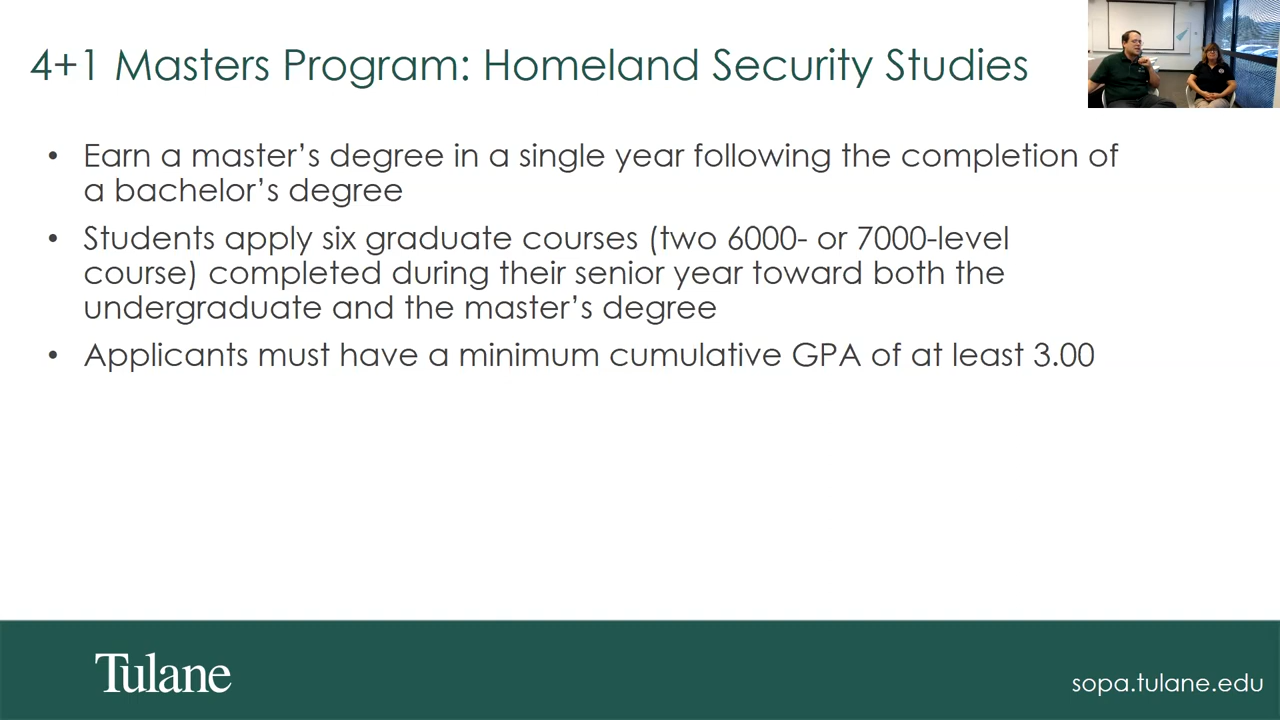 4+1 Masters Program: Homeland Security Studies
• Earn a master's degree in a single year following the completion of
a bachelor's degree
• Students apply six graduate courses (two 6000- or 7000-level
course) completed during their senior year toward both the
undergraduate and the master's degree
• Applicants must have a minimum cumulative GPA of at least 3.00
Tulane
sopa.tulane.edu